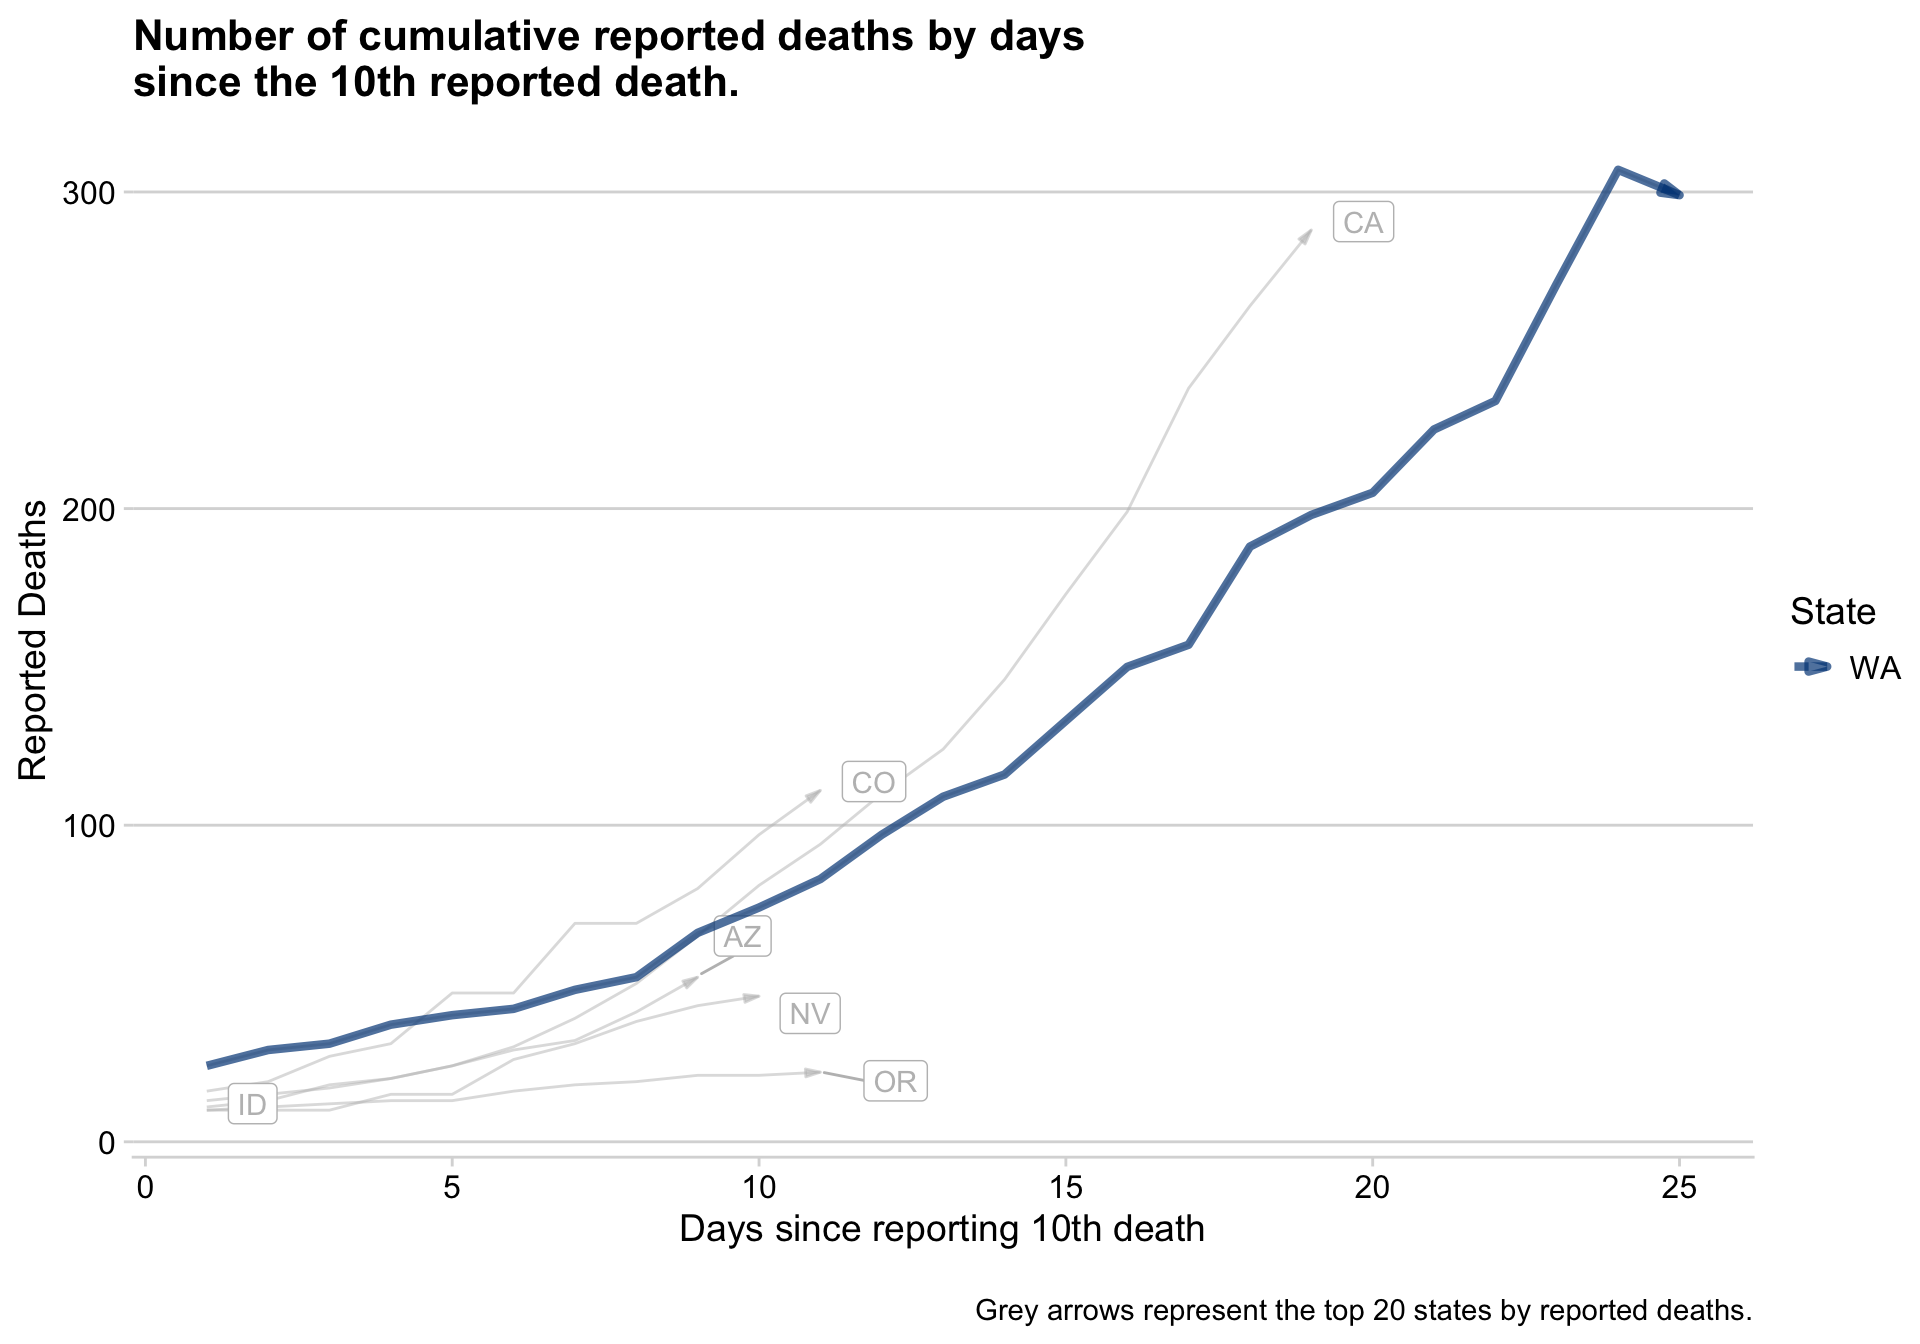 Number of cumulative reported deaths by days
since the 10th reported death.
300
CA
200
Reported Deaths
State
WA
CO
100
AZ
NV
OR
ID
0
0 5 10 15 20 25
Days since reporting 10th death
Grey arrows represent the top 20 states by reported deaths.